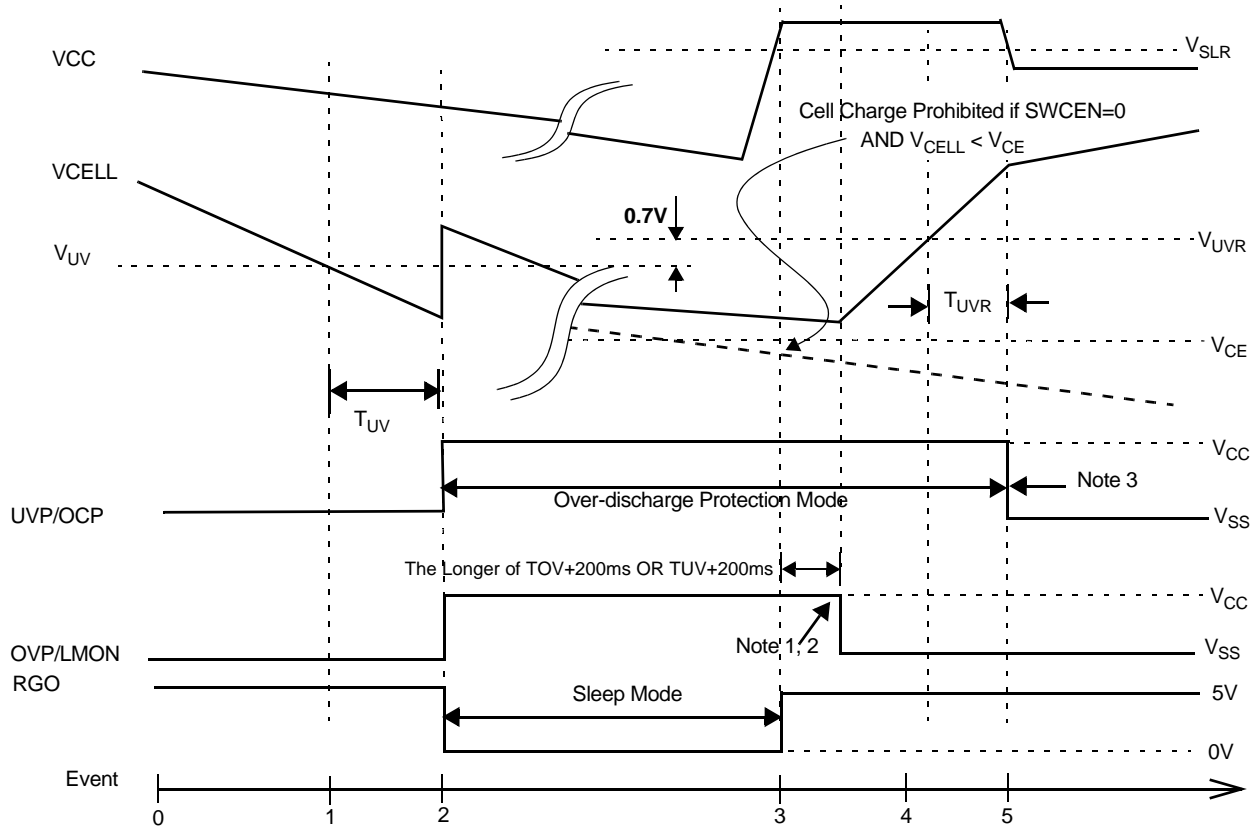 VCC
V_SLR
Cell Charge Prohibited if SWCEN=0
AND V_CELL < V_CE
VCELL
0.7V
V_UV
V_UVR
T_UVR
V_CE
T_UV
V_CC
Note 3
Over-discharge Protection Mode
UVP/OCP
V_SS
The Longer of TOV+200ms OR TUV+200ms
V_CC
Note 1, 2
OVP/LMON
V_SS
RGO
Sleep Mode
5V
0V
Event
0 1 2 3 4 5